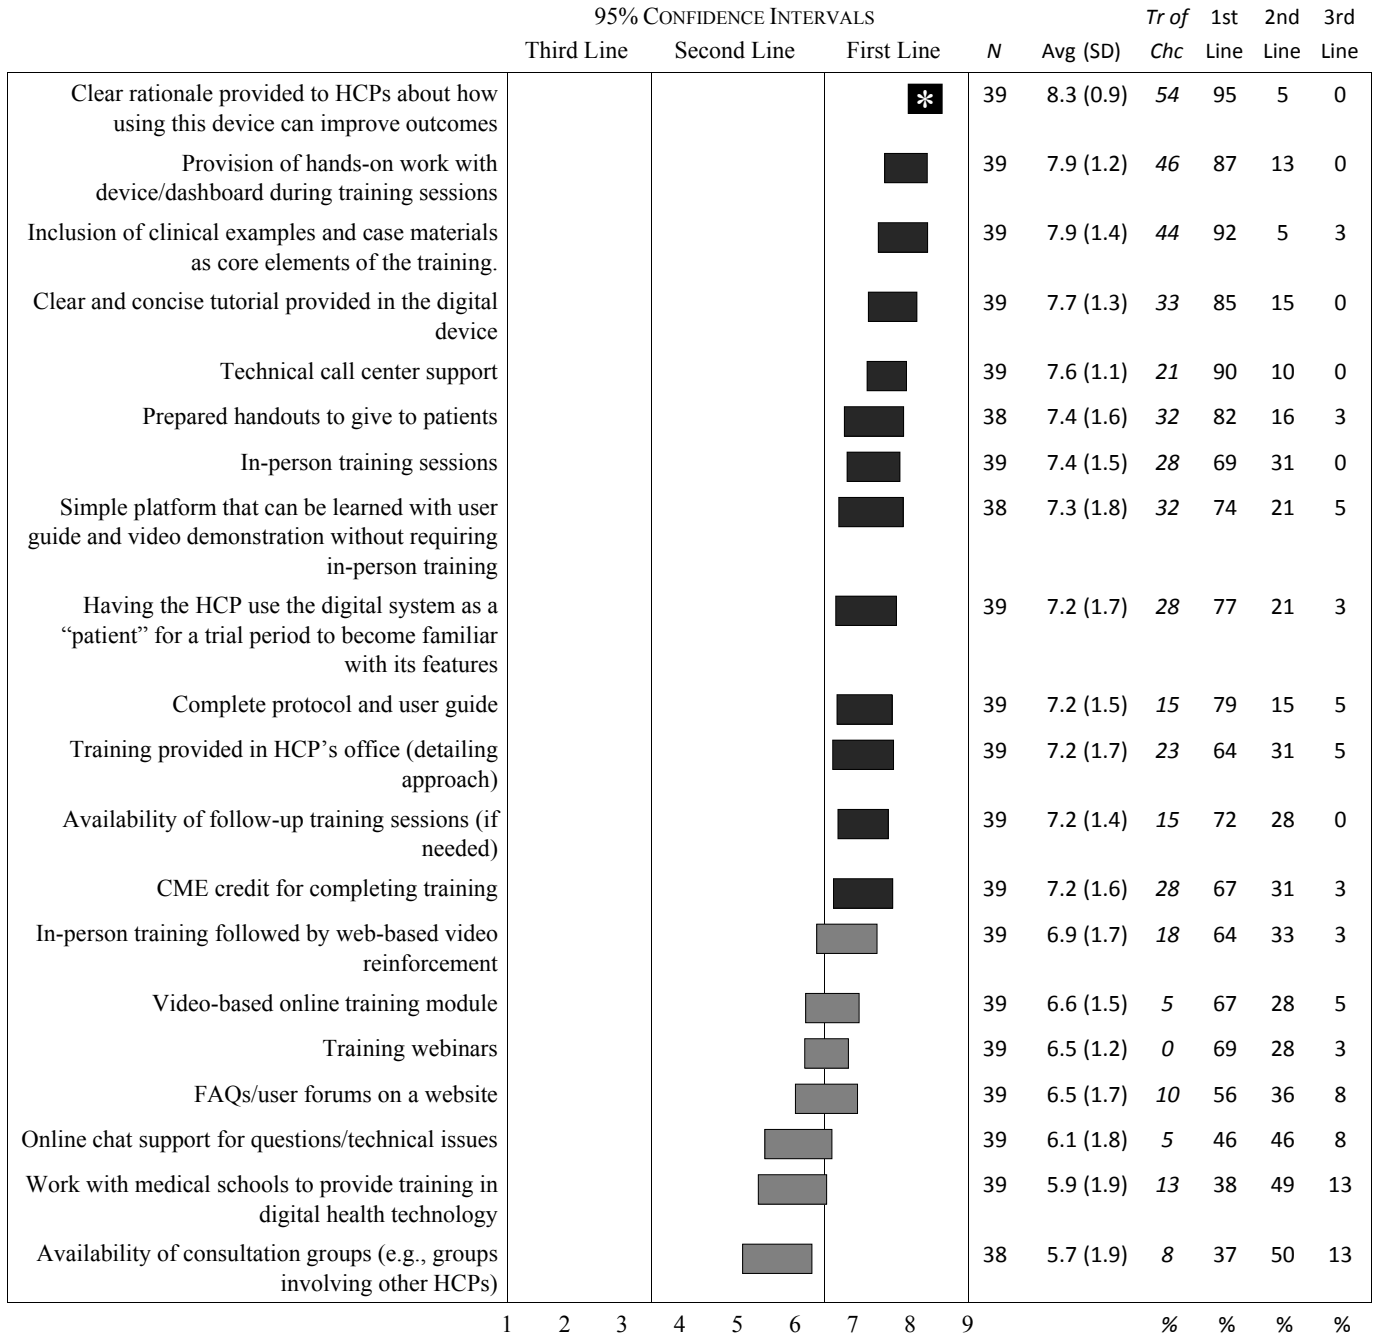 95% CONFIDENCE INTERVALS Tr of 1st 2nd 3rd
Third Line Second Line First Line N Avg (SD) Chc Line Line Line
Clear rationale provided to HCPs about how * 39 8.3 (0.9) 54 95 5 0
using this device can improve outcomes
Provision of hands-on work with 39 7.9 (1.2) 46 87 13 0
device/dashboard during training sessions
Inclusion of clinical examples and case materials 39 7.9 (1.4) 44 92 5 3
as core elements of the training.
Clear and concise tutorial provided in the digital 39 7.7 (1.3) 33 85 15 0
device
Technical call center support 39 7.6 (1.1) 21 90 10 0
Prepared handouts to give to patients 38 7.4 (1.6) 32 82 16 3
In-person training sessions 39 7.4 (1.5) 28 69 31 0
Simple platform that can be learned with user 38 7.3 (1.8) 32 74 21 5
guide and video demonstration without requiring
in-person training
Having the HCP use the digital system as a 39 7.2 (1.7) 28 77 21 3
“patient” for a trial period to become familiar
with its features
Complete protocol and user guide 39 7.2 (1.5) 15 79 15 5
Training provided in HCP’s office (detailing 39 7.2 (1.7) 23 64 31 5
approach)
Availability of follow-up training sessions (if 39 7.2 (1.4) 15 72 28 0
needed)
CME credit for completing training 39 7.2 (1.6) 28 67 31 3
In-person training followed by web-based video 39 6.9 (1.7) 18 64 33 3
reinforcement
Video-based online training module 39 6.6 (1.5) 5 67 28 5
Training webinars 39 6.5 (1.2) 0 69 28 3
FAQs/user forums on a website 39 6.5 (1.7) 10 56 36 8
Online chat support for questions/technical issues 39 6.1 (1.8) 5 46 46 8
Work with medical schools to provide training in 39 5.9 (1.9) 13 38 49 13
digital health technology
Availability of consultation groups (e.g., groups 38 5.7 (1.9) 8 37 50 13
involving other HCPs)
1 2 3 4 5 6 7 8 9 % % % %